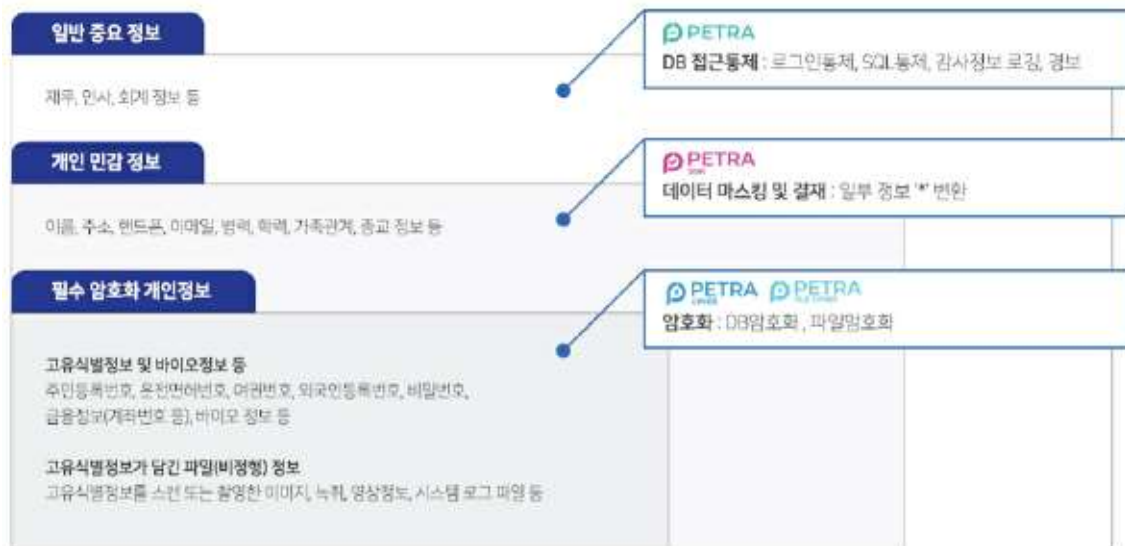 일반 중요 정보
PETRA
DB 접근통제 : 로그인통제, SQL통제, 감사정보 로깅, 경보
재무, 인사, 회계 정보 등
개인 민감 정보
PETRA
데이터 마스킹 및 결재 : 일부 정보 '*' 변환
이름, 주소, 핸드폰, 이메일, 병력, 학력, 가족관계, 종교 정보 등
필수 암호화 개인정보
PETRA PETRA
암호화 : DB암호화 , 파일암호화
고유식별정보 및 바이오정보 등
주민등록번호, 운전면허번호, 여권번호, 외국인등록번호, 비밀번호,
금융정보(계좌번호 등), 바이오 정보 등
고유식별정보가 담긴 파일(비정형) 정보
고유식별정보를 스캔 또는 촬영한 이미지, 녹취, 영상정보, 시스템 로그 파일 등